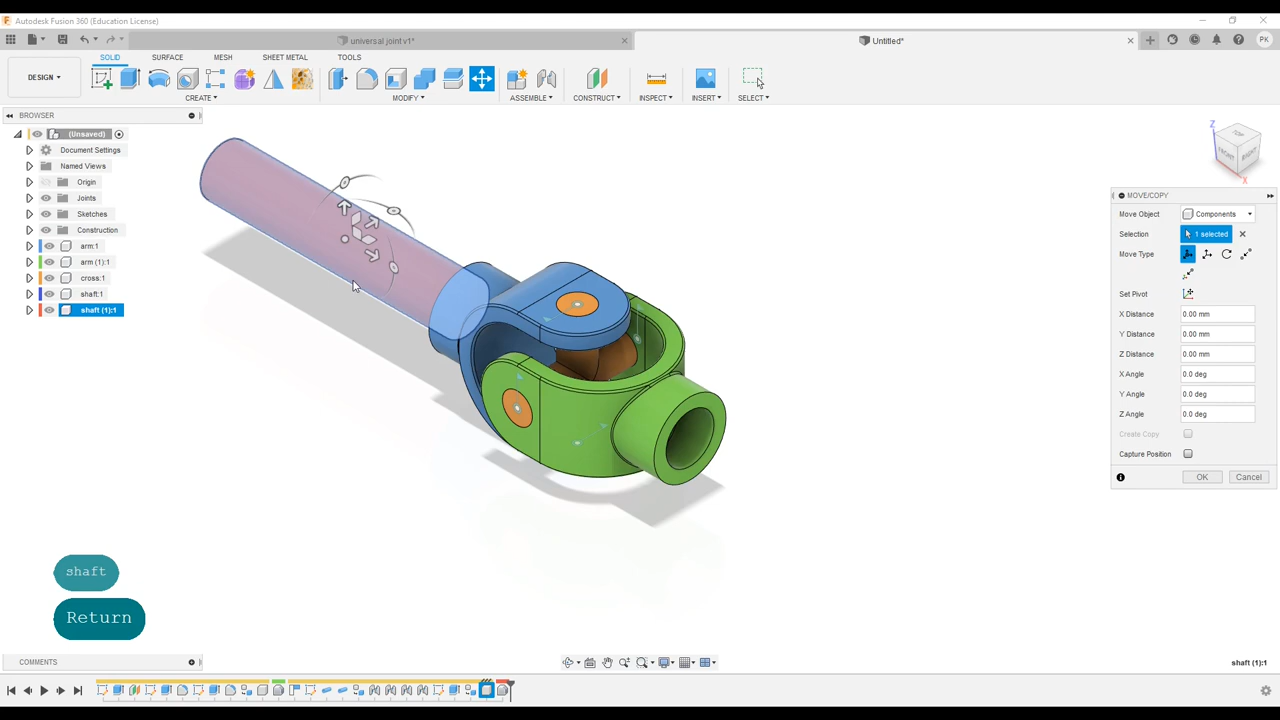 Autodesk Fusion 360 (Education License)
universal joint v1*
Untitled*
PK
DESIGN
SOLID SURFACE MESH SHEET METAL TOOLS
CREATE MODIFY ASSEMBLE CONSTRUCT INSPECT INSERT SELECT
BROWSER
(Unsaved)
Document Settings
Named Views
Origin
Joints
Sketches
Construction
arm:1
arm (1):1
cross:1
shaft:1
shaft (1):1
Z
TOP
FRONT
RIGHT
X
MOVE/COPY
Move Object Components
Selection 1 selected
Move Type
Set Pivot
X Distance 0.00 mm
Y Distance 0.00 mm
Z Distance 0.00 mm
X Angle 0.0 deg
Y Angle 0.0 deg
Z Angle 0.0 deg
Create Copy
Capture Position
OK Cancel
shaft
Return
COMMENTS
shaft (1):1